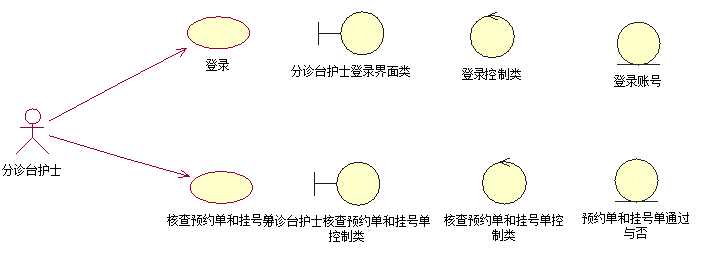 登录
分诊台护士登录界面类
登录控制类
登录账号
分诊台护士
核查预约单和挂号单
分诊台护士核查预约单和挂号单
控制类
核查预约单和挂号单控
制类
预约单和挂号单通过
与否